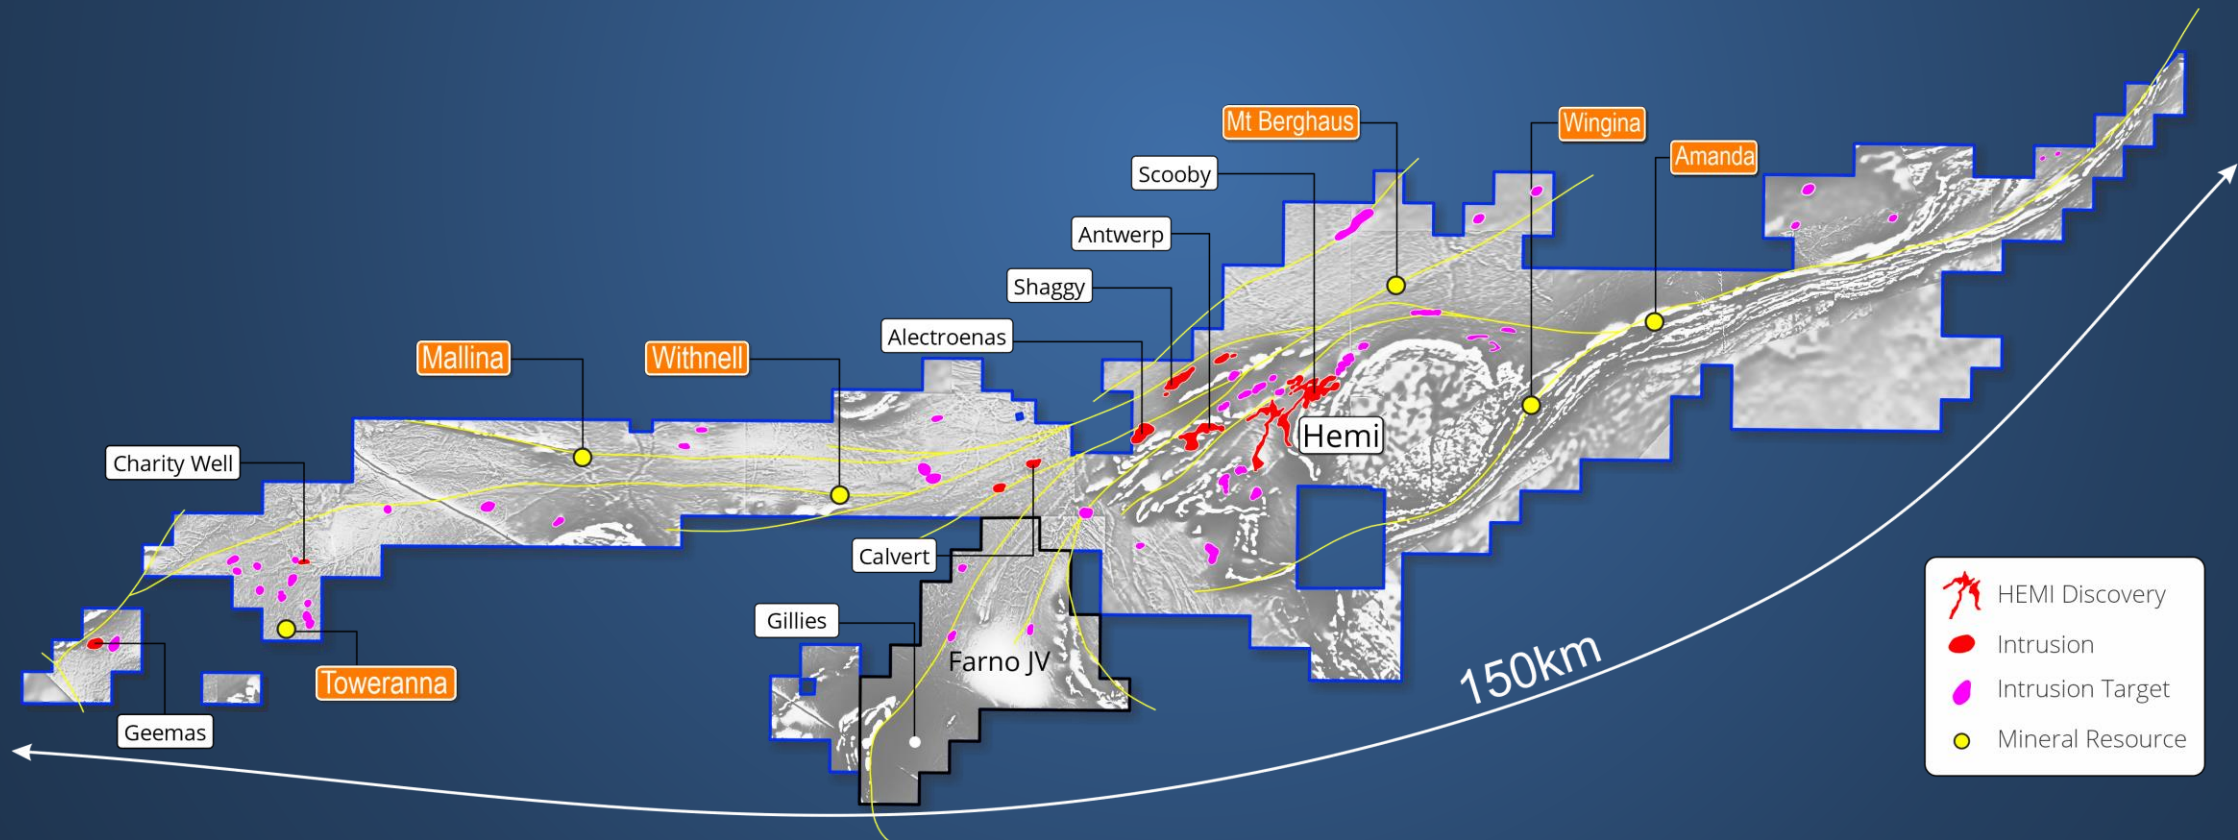 Mt Berghaus
Wingina
Amanda
Scooby
Antwerp
Shaggy
Alectroenas
Mallina
Withnell
Hemi
Charity Well
Calvert
Gillies
Farno JV
Toweranna
Geemas
150km
HEMI Discovery
Intrusion
Intrusion Target
Mineral Resource